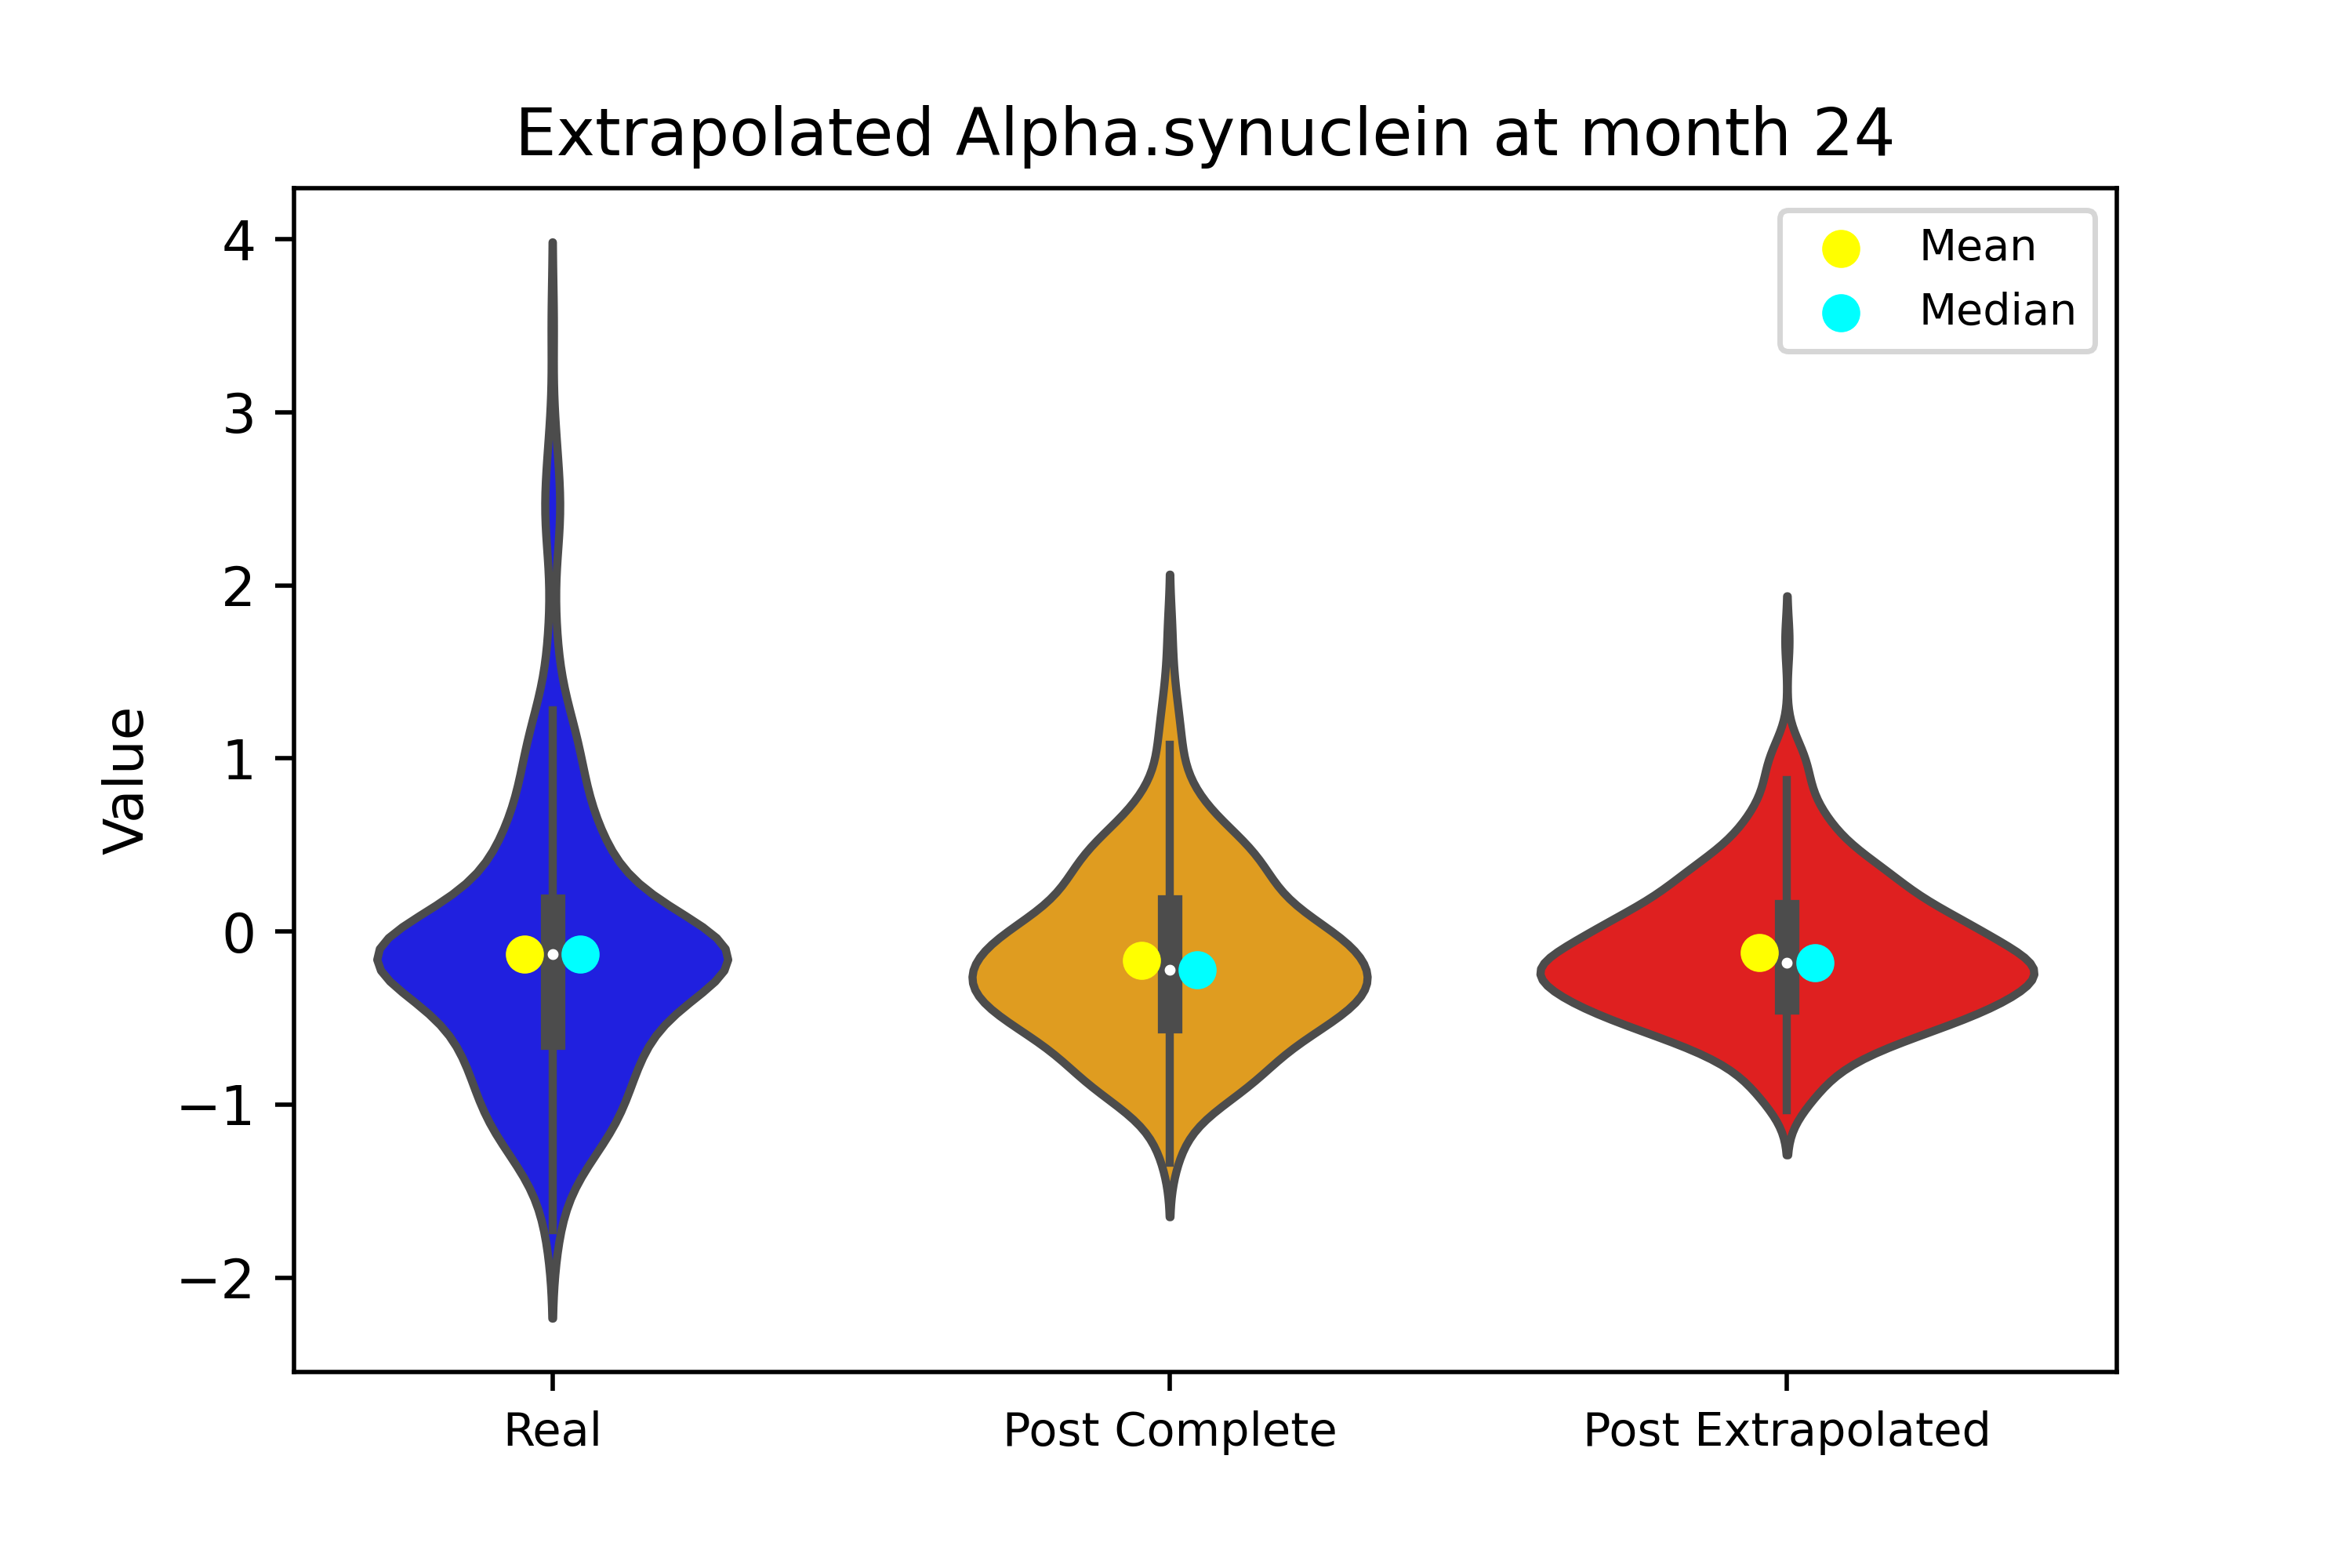 Extrapolated Alpha.synuclein at month 24
Mean
Median
4
3
2
1
0
−1
−2
Value
Real
Post Complete
Post Extrapolated